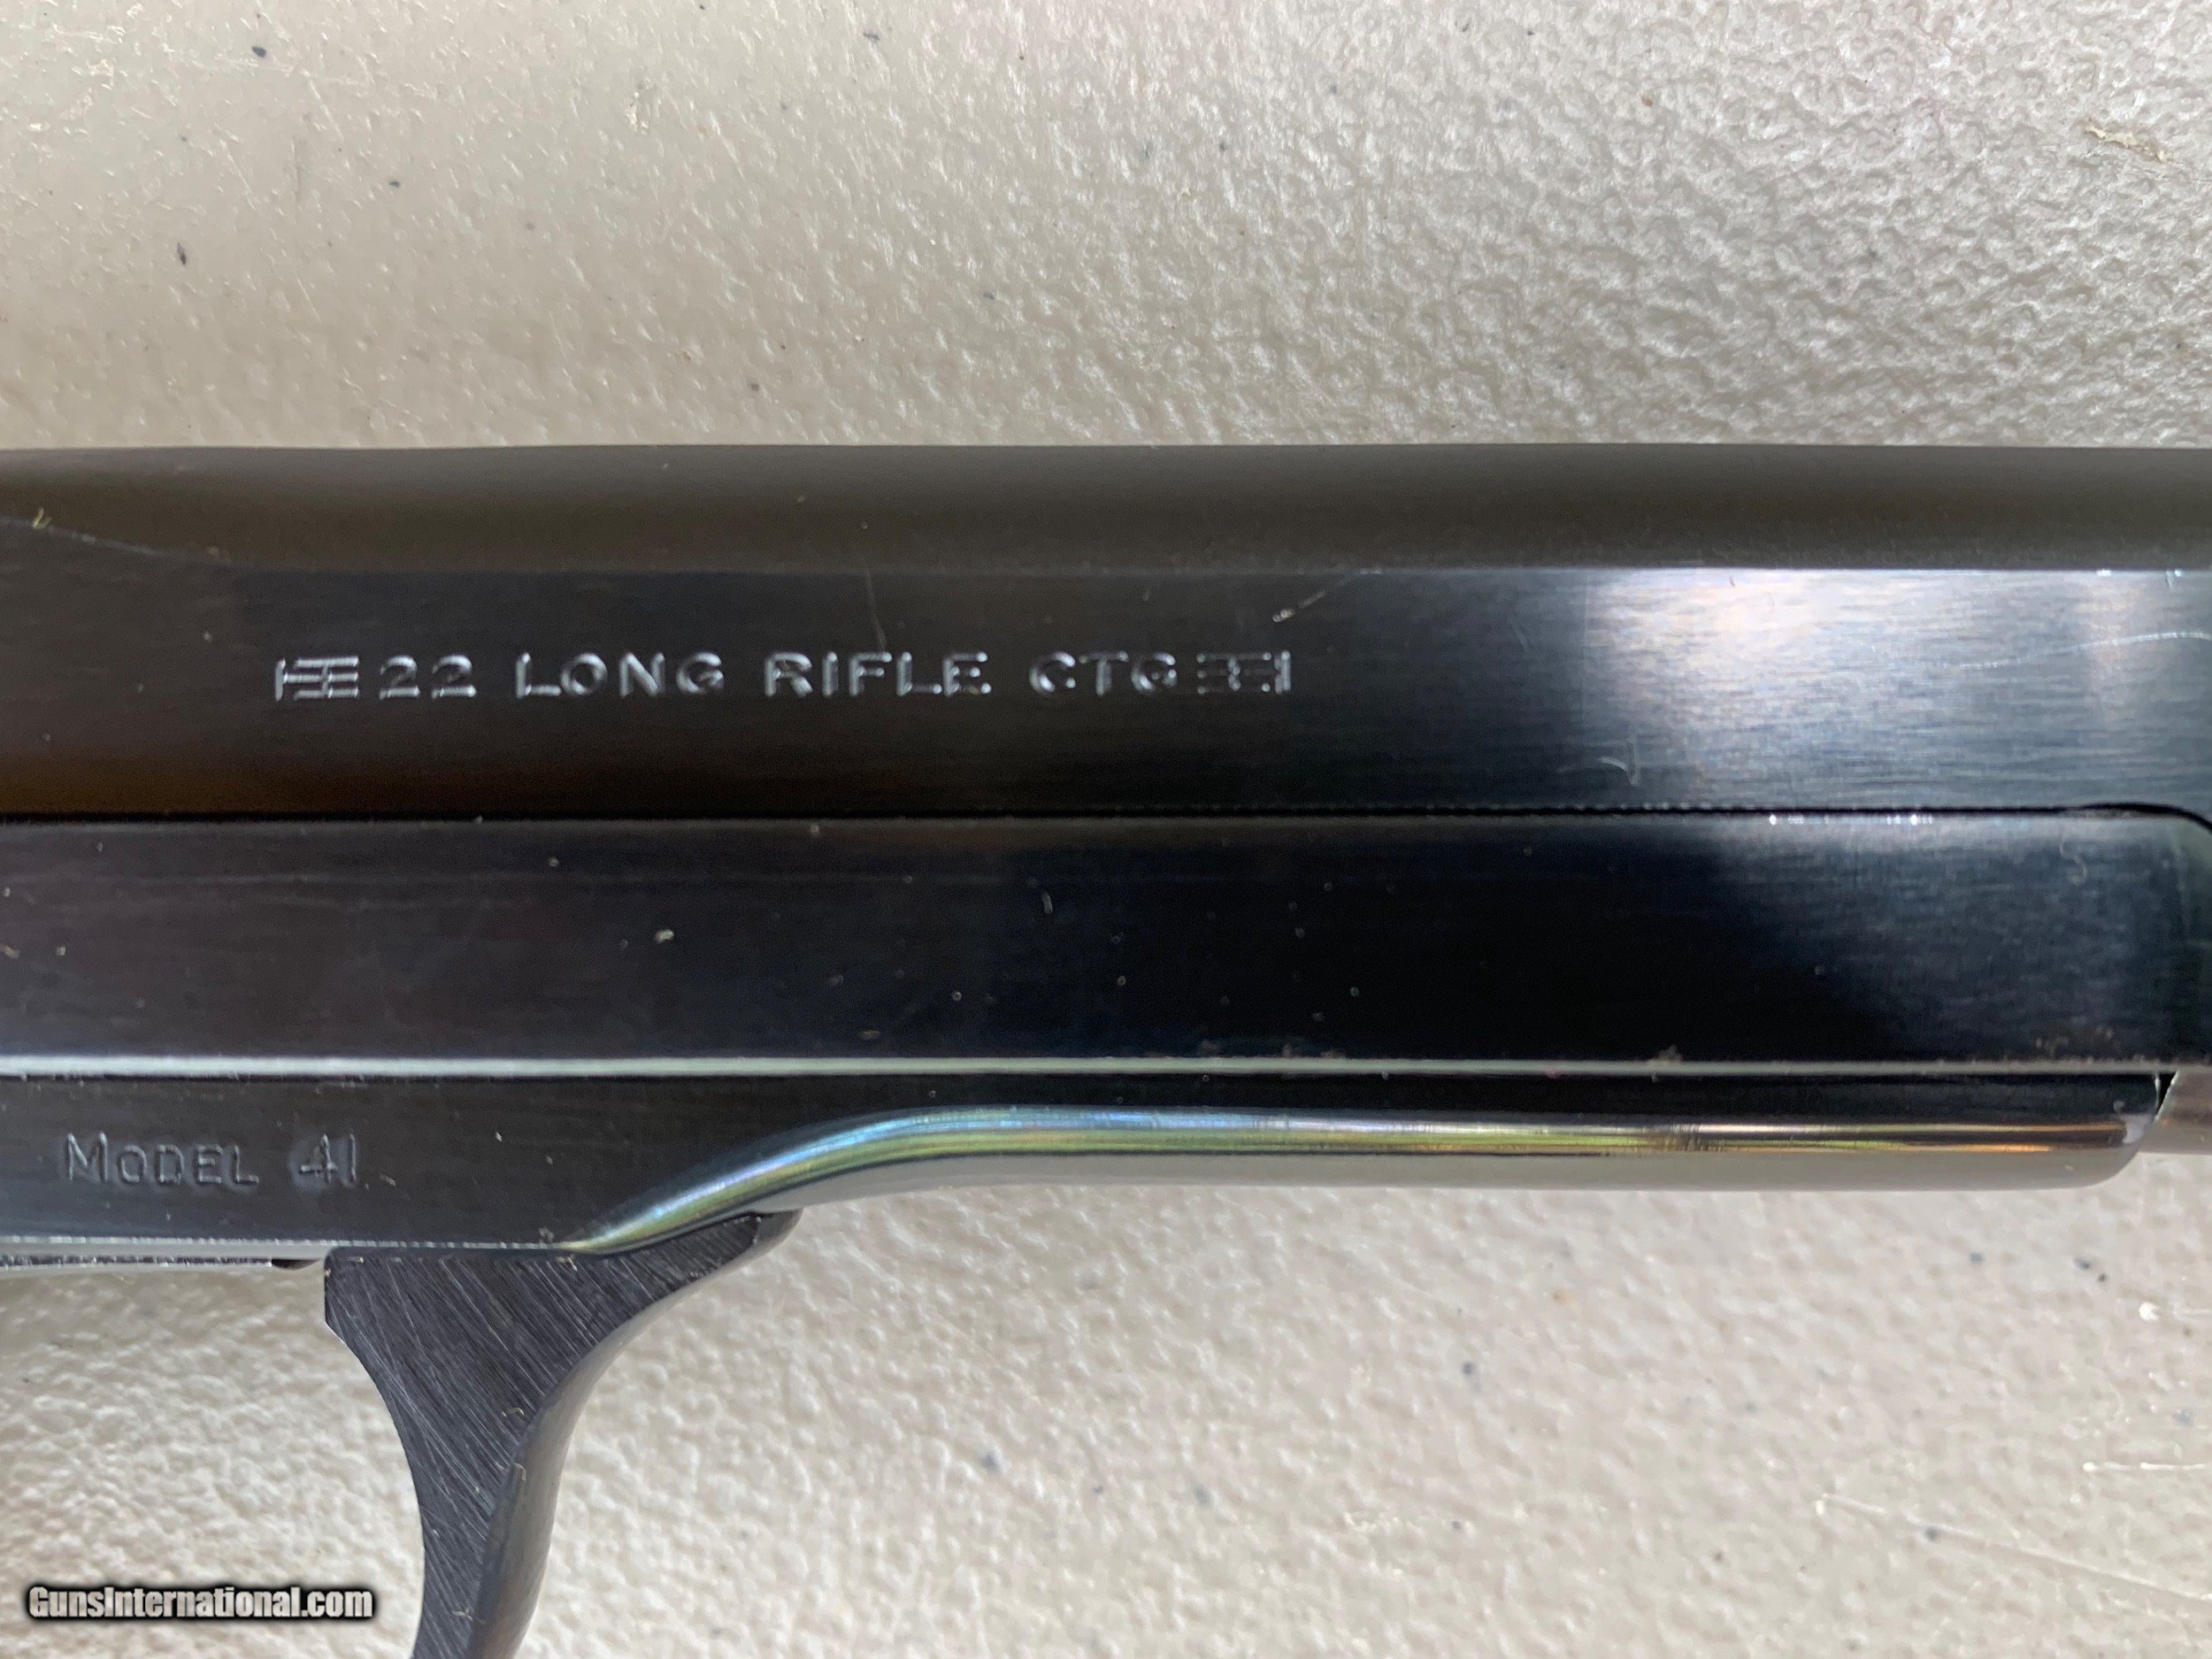 22 LONG RIFLE CTG
MODEL 41
GunsInternational.com